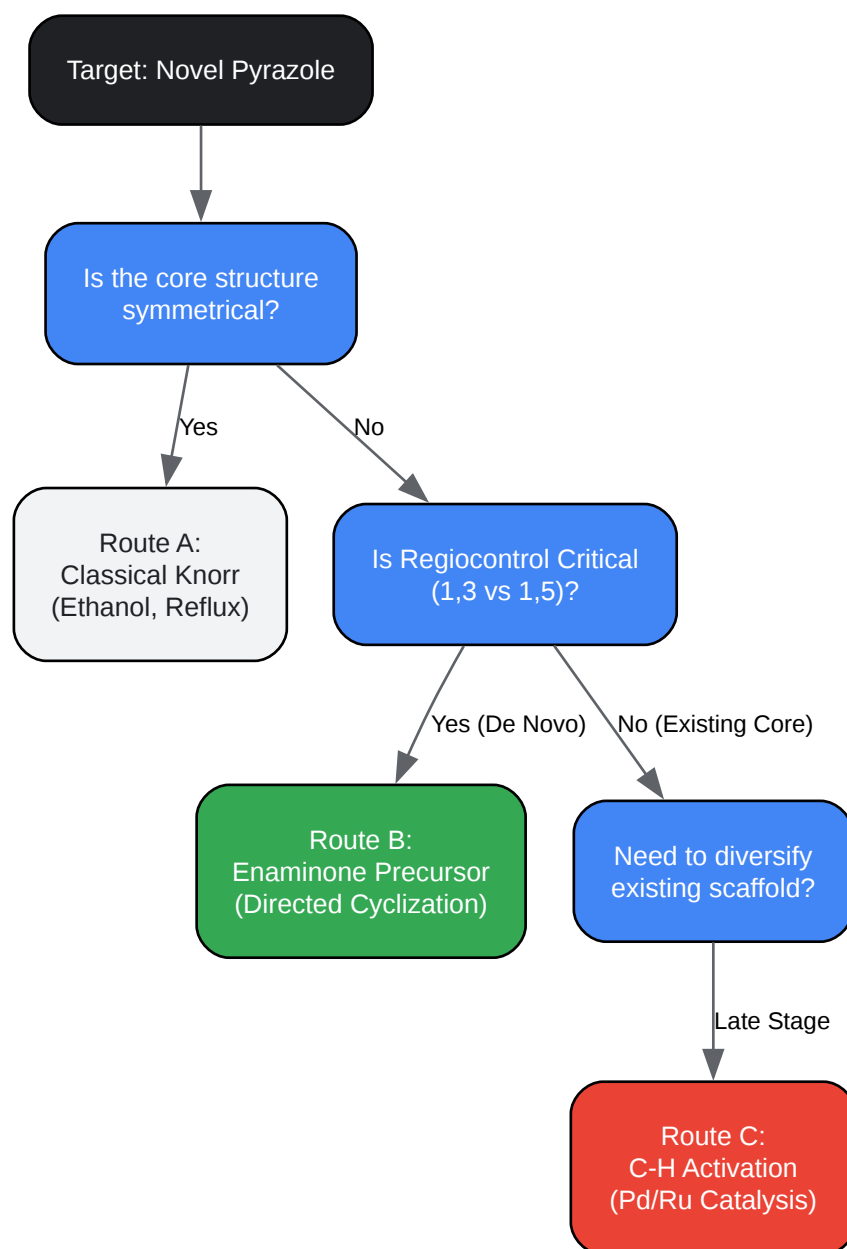 Target: Novel Pyrazole
Is the core structure
symmetrical?
Yes
No
Route A:
Classical Knorr
(Ethanol, Reflux)
Is Regiocontrol Critical
(1,3 vs 1,5)?
Yes (De Novo)
No (Existing Core)
Route B:
Enaminone Precursor
(Directed Cyclization)
Need to diversify
existing scaffold?
Late Stage
Route C:
C-H Activation
(Pd/Ru Catalysis)